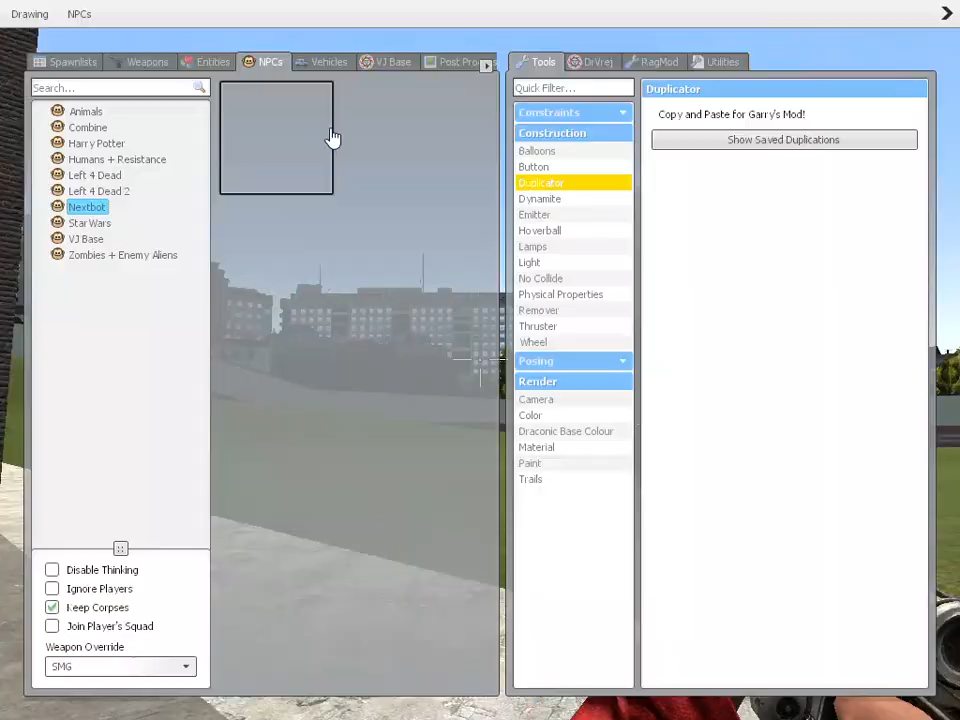 Drawing NPCs
Spawnlists Weapons Entities NPCs Vehicles VJ Base Post Proc
Tools DrVrej RagMod Utilities
Search...
Animals
Combine
Harry Potter
Humans + Resistance
Left 4 Dead
Left 4 Dead 2
Nextbot
Star Wars
VJ Base
Zombies + Enemy Aliens
Disable Thinking
Ignore Players
Keep Corpses
Join Player's Squad
Weapon Override
SMG
Quick Filter...
Constraints
Construction
Balloons
Button
Duplicator
Dynamite
Emitter
Hoverball
Lamps
Light
No Collide
Physical Properties
Remover
Thruster
Wheel
Posing
Render
Camera
Color
Draconic Base Colour
Material
Paint
Trails
Duplicator
Copy and Paste for Garry's Mod!
Show Saved Duplications